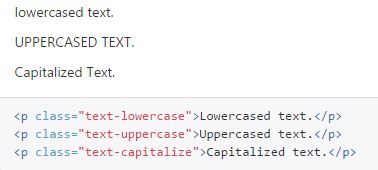 lowercased text.
UPPERCASED TEXT.
Capitalized Text.
<p class="text-lowercase">Lowercased text.</p>
<p class="text-uppercase">Uppercased text.</p>
<p class="text-capitalize">Capitalized text.</p>